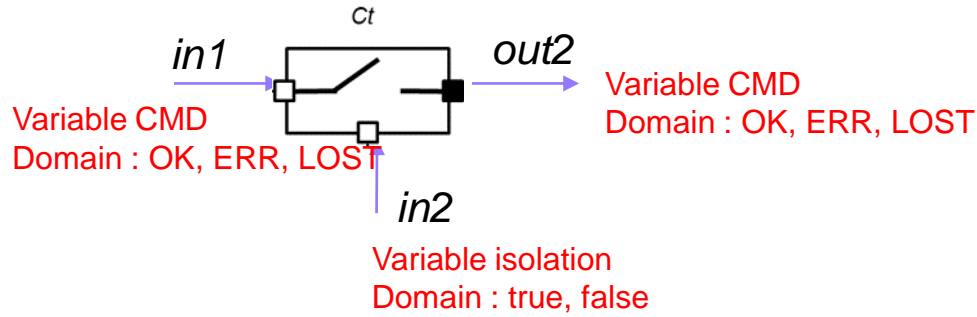 Ct
in1
out2
Variable CMD
Domain : OK, ERR, LOST
Variable CMD
Domain : OK, ERR, LOST
in2
Variable isolation
Domain : true, false